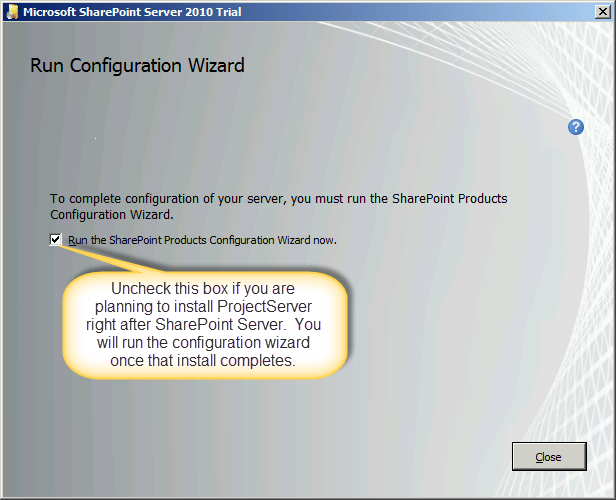 Microsoft SharePoint Server 2010 Trial
Run Configuration Wizard
?
To complete configuration of your server, you must run the SharePoint Products
Configuration Wizard.
Run the SharePoint Products Configuration Wizard now.
Uncheck this box if you are
planning to install ProjectServer
right after SharePoint Server.  You
will run the configuration wizard
once that install completes.
Close